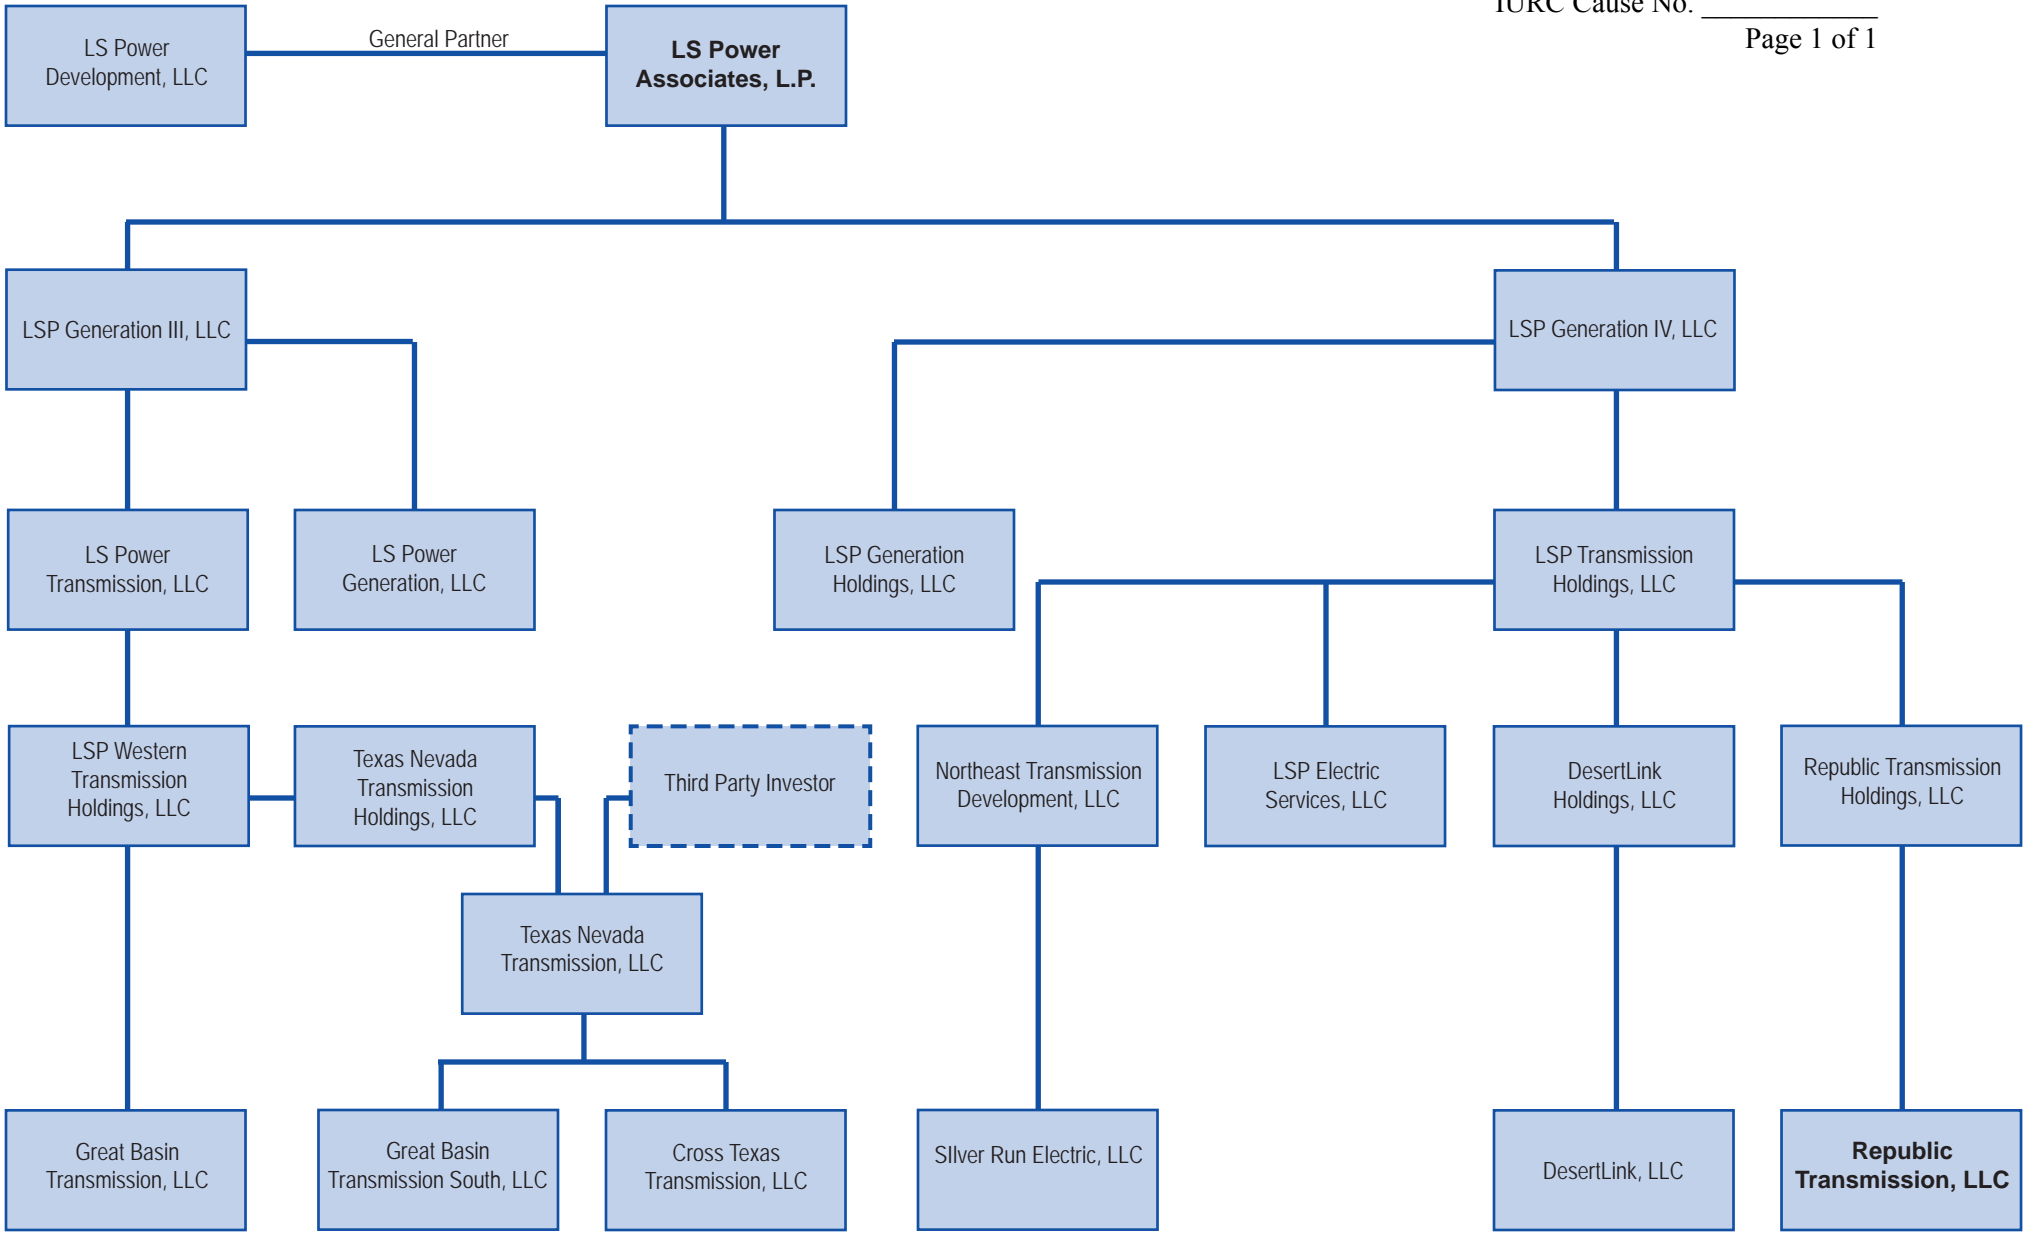 IURC Cause No. ____________
Page 1 of 1
LS Power
Development, LLC
General Partner
LS Power
Associates, L.P.
LSP Generation III, LLC
LSP Generation IV, LLC
LS Power
Transmission, LLC
LS Power
Generation, LLC
LSP Generation
Holdings, LLC
LSP Transmission
Holdings, LLC
LSP Western
Transmission
Holdings, LLC
Texas Nevada
Transmission
Holdings, LLC
Third Party Investor
Northeast Transmission
Development, LLC
LSP Electric
Services, LLC
DesertLink
Holdings, LLC
Republic Transmission
Holdings, LLC
Texas Nevada
Transmission, LLC
Great Basin
Transmission, LLC
Great Basin
Transmission South, LLC
Cross Texas
Transmission, LLC
SIlver Run Electric, LLC
DesertLink, LLC
Republic
Transmission, LLC